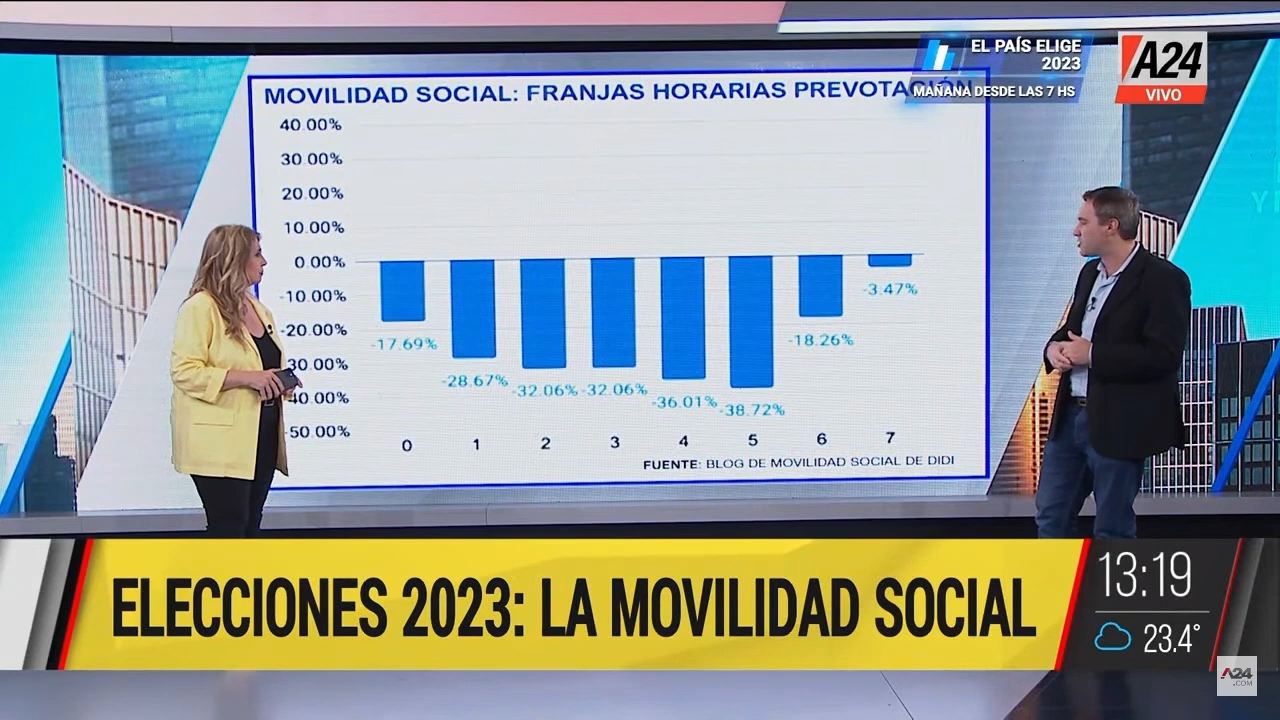 EL PAÍS ELIGE
2023
MAÑANA DESDE LAS 7 HS
A24
VIVO
MOVILIDAD SOCIAL: FRANJAS HORARIAS PREVOTACIÓN
40.00%
30.00%
20.00%
10.00%
0.00%
-10.00%
-20.00%
-30.00%
-40.00%
-50.00%
-17.69%
-28.67%
-32.06%
-32.06%
-36.01%
-38.72%
-18.26%
-3.47%
0 1 2 3 4 5 6 7
FUENTE: BLOG DE MOVILIDAD SOCIAL DE DIDI
ELECCIONES 2023: LA MOVILIDAD SOCIAL
13:19
23.4°
A24
.COM